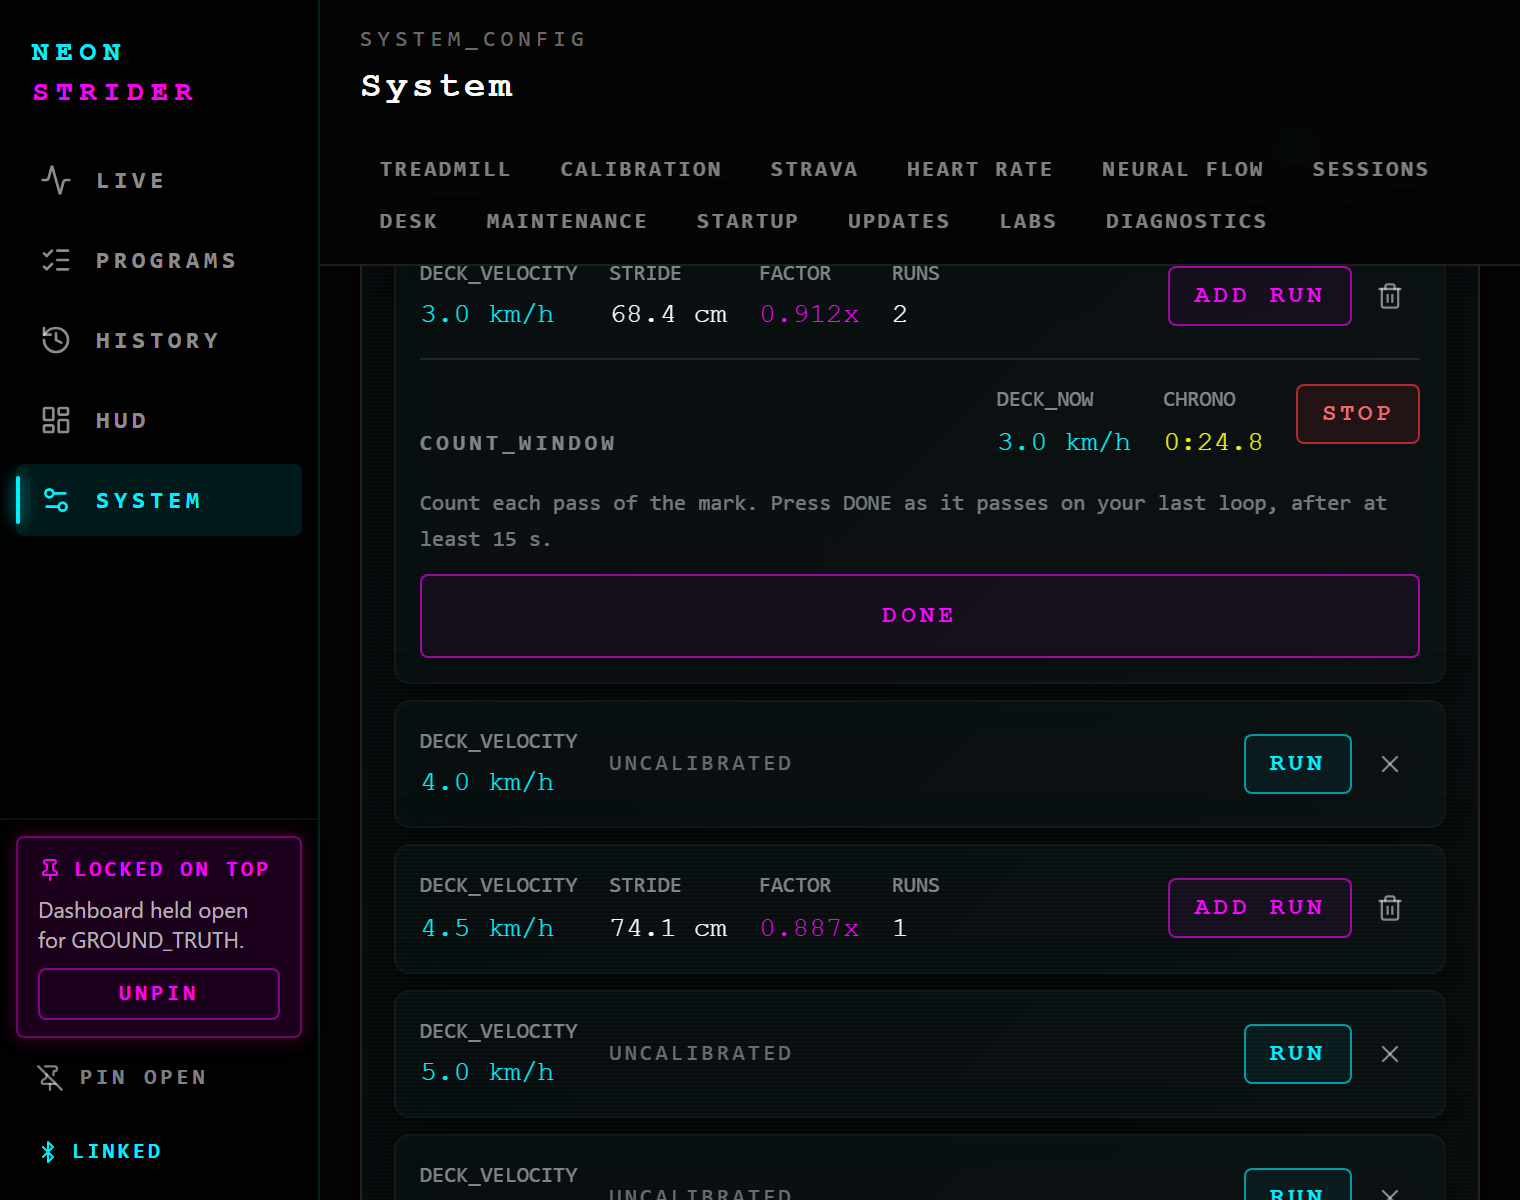 NEON
STRIDER
LIVE
PROGRAMS
HISTORY
HUD
SYSTEM
LOCKED ON TOP
Dashboard held open
for GROUND_TRUTH.
UNPIN
PIN OPEN
LINKED
SYSTEM_CONFIG
System
TREADMILL CALIBRATION STRAVA HEART RATE NEURAL FLOW SESSIONS
DESK MAINTENANCE STARTUP UPDATES LABS DIAGNOSTICS
DECK_VELOCITY STRIDE FACTOR RUNS
3.0 km/h 68.4 cm 0.912x 2
ADD RUN
DECK_NOW CHRONO
COUNT_WINDOW 3.0 km/h 0:24.8
STOP
Count each pass of the mark. Press DONE as it passes on your last loop, after at
least 15 s.
DONE
DECK_VELOCITY
4.0 km/h
UNCALIBRATED
RUN
DECK_VELOCITY STRIDE FACTOR RUNS
4.5 km/h 74.1 cm 0.887x 1
ADD RUN
DECK_VELOCITY
5.0 km/h
UNCALIBRATED
RUN
DECK_VELOCITY
UNCALIBRATED
RUN